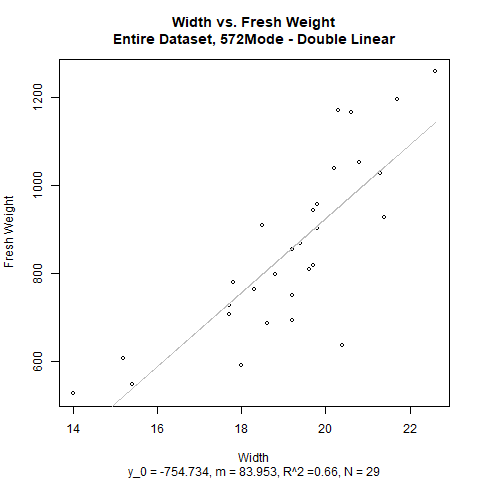 Width vs. Fresh Weight
Entire Dataset, 572Mode - Double Linear
Fresh Weight
1200
1000
800
600
14 16 18 20 22
Width
y_0 = -754.734, m = 83.953, R^2 =0.66, N = 29